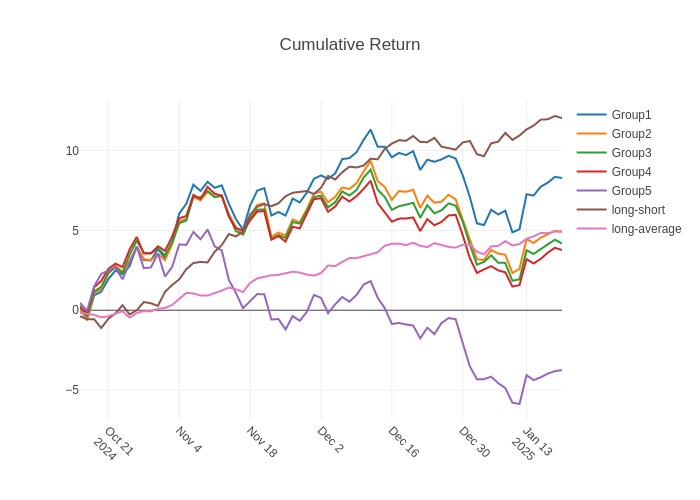 Cumulative Return
10
5
0
−5
Oct 21
2024
Nov 4
Nov 18
Dec 2
Dec 16
Dec 30
Jan 13
2025
Group1
Group2
Group3
Group4
Group5
long-short
long-average